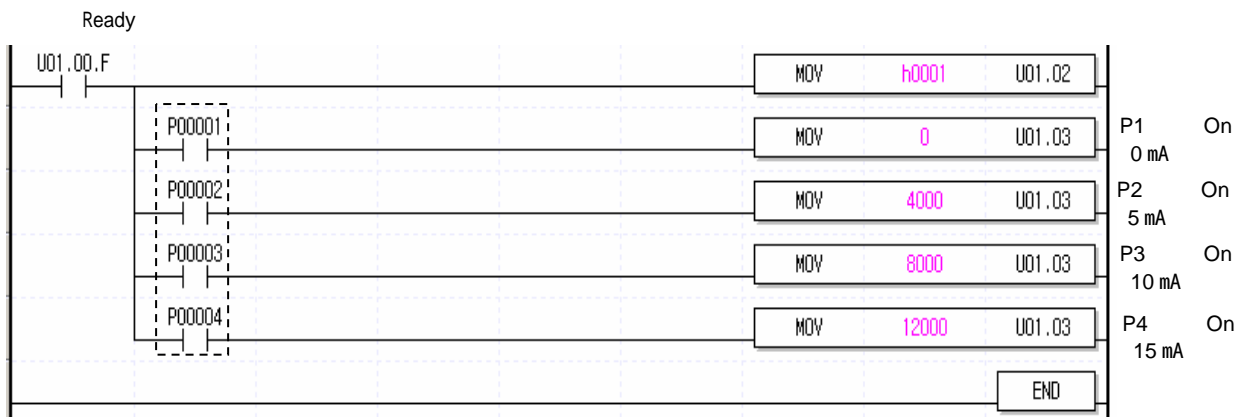 Ready
U01.00.F
MOV h0001 U01.02
P00001
MOV 0 U01.03
P1 On
0 mA
P00002
MOV 4000 U01.03
P2 On
5 mA
P00003
MOV 8000 U01.03
P3 On
10 mA
P00004
MOV 12000 U01.03
P4 On
15 mA
END